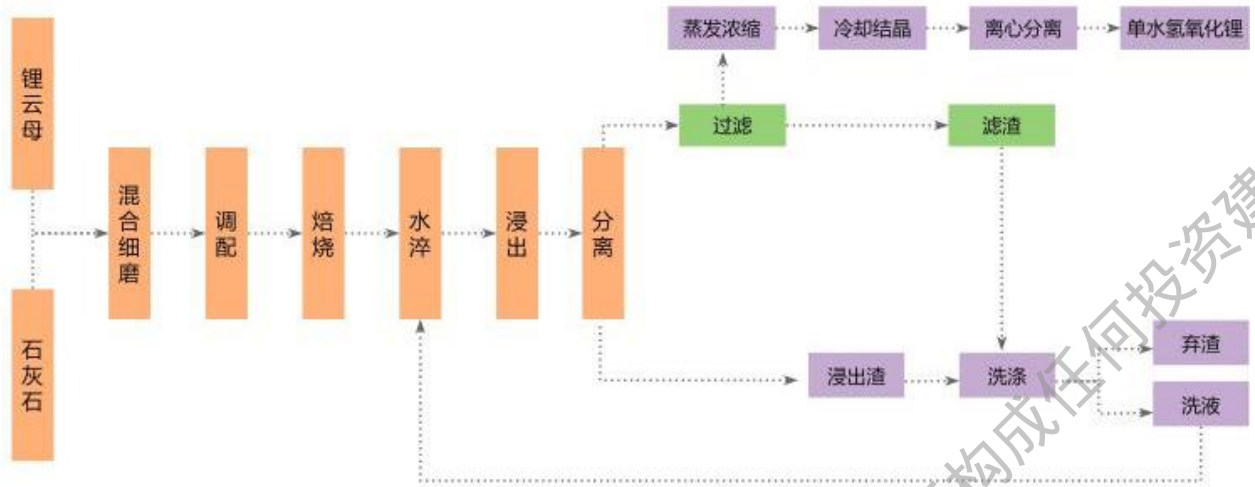 锂云母
石灰石
混合细磨
调配
焙烧
水淬
浸出
分离
过滤
滤渣
蒸发浓缩
冷却结晶
离心分离
单水氢氧化锂
浸出渣
洗涤
弃渣
洗液
构成任何投资建